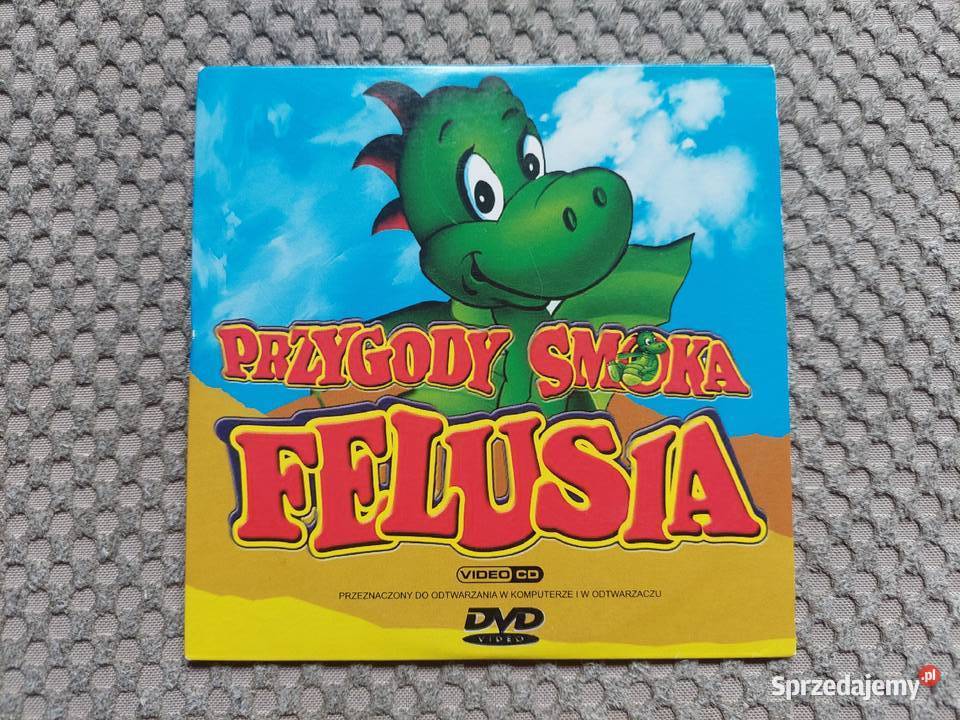 PRZYGODY SMOKA
FELUSIA
VIDEO CD
PRZEZNACZONY DO ODTWARZANIA W KOMPUTERZE I W ODTWARZACZU
DVD
VIDEO
Sprzedajemy.pl